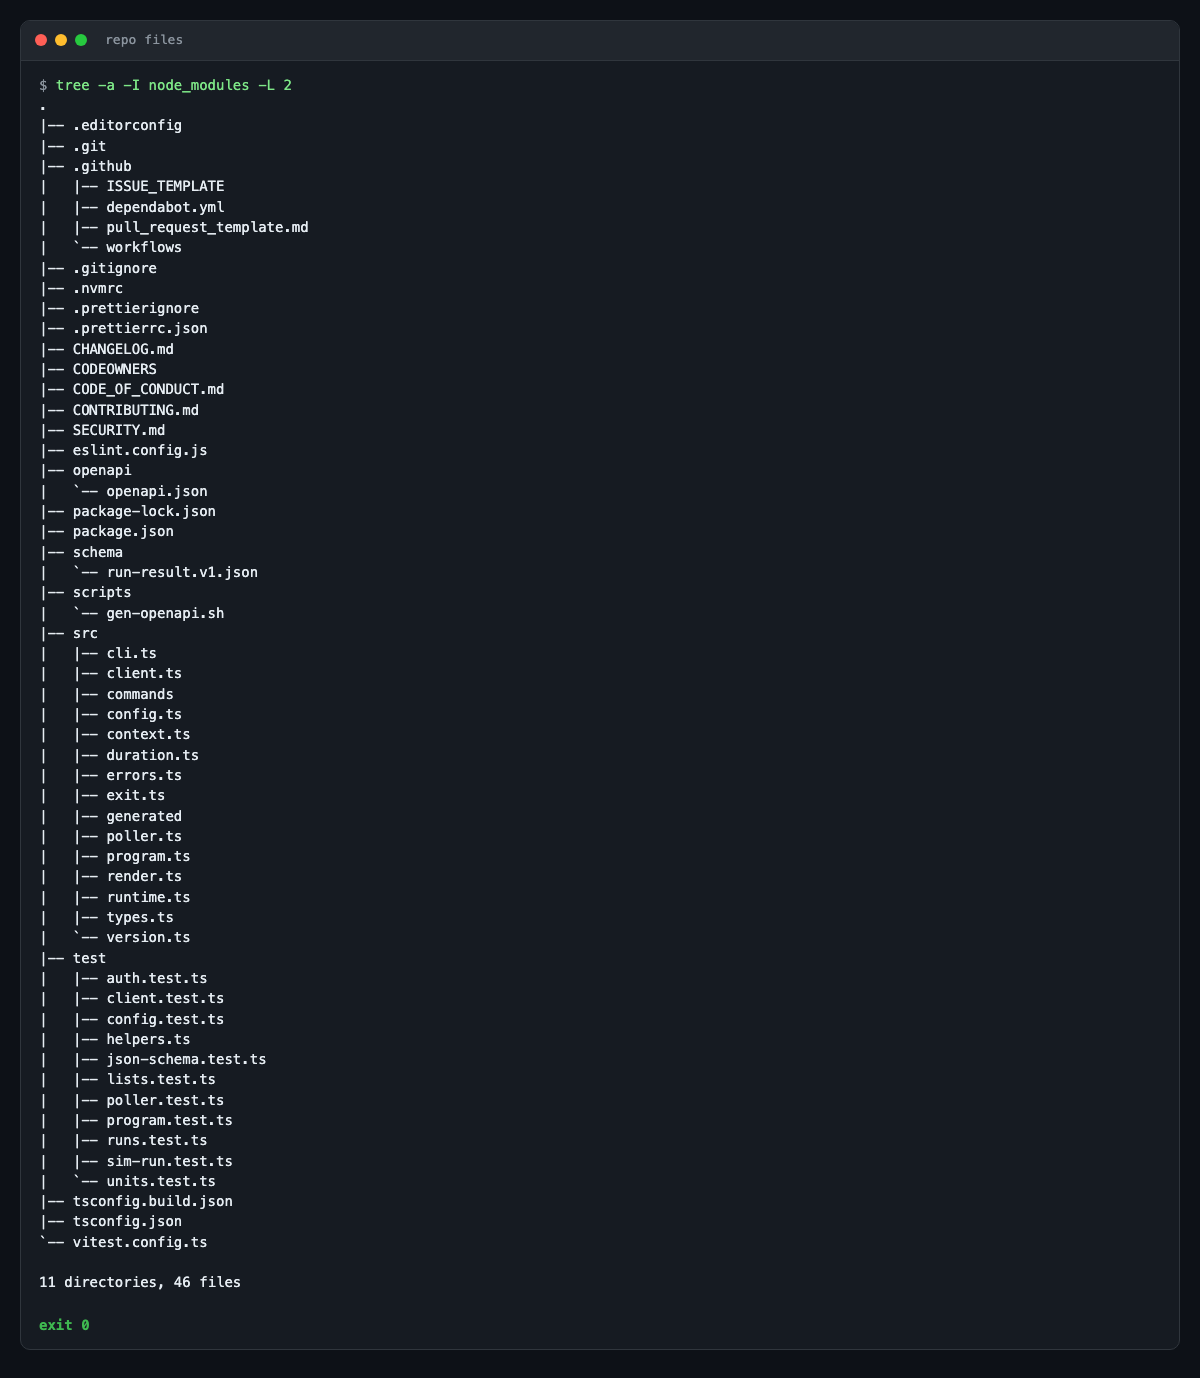 repo files
$ tree -a -I node_modules -L 2
.
|-- .editorconfig
|-- .git
|-- .github
|   |-- ISSUE_TEMPLATE
|   |-- dependabot.yml
|   |-- pull_request_template.md
|   `-- workflows
|-- .gitignore
|-- .nvmrc
|-- .prettierignore
|-- .prettierrc.json
|-- CHANGELOG.md
|-- CODEOWNERS
|-- CODE_OF_CONDUCT.md
|-- CONTRIBUTING.md
|-- SECURITY.md
|-- eslint.config.js
|-- openapi
|   `-- openapi.json
|-- package-lock.json
|-- package.json
|-- schema
|   `-- run-result.v1.json
|-- scripts
|   `-- gen-openapi.sh
|-- src
|   |-- cli.ts
|   |-- client.ts
|   |-- commands
|   |-- config.ts
|   |-- context.ts
|   |-- duration.ts
|   |-- errors.ts
|   |-- exit.ts
|   |-- generated
|   |-- poller.ts
|   |-- program.ts
|   |-- render.ts
|   |-- runtime.ts
|   |-- types.ts
|   `-- version.ts
|-- test
|   |-- auth.test.ts
|   |-- client.test.ts
|   |-- config.test.ts
|   |-- helpers.ts
|   |-- json-schema.test.ts
|   |-- lists.test.ts
|   |-- poller.test.ts
|   |-- program.test.ts
|   |-- runs.test.ts
|   |-- sim-run.test.ts
|   `-- units.test.ts
|-- tsconfig.build.json
|-- tsconfig.json
`-- vitest.config.ts
11 directories, 46 files
exit 0